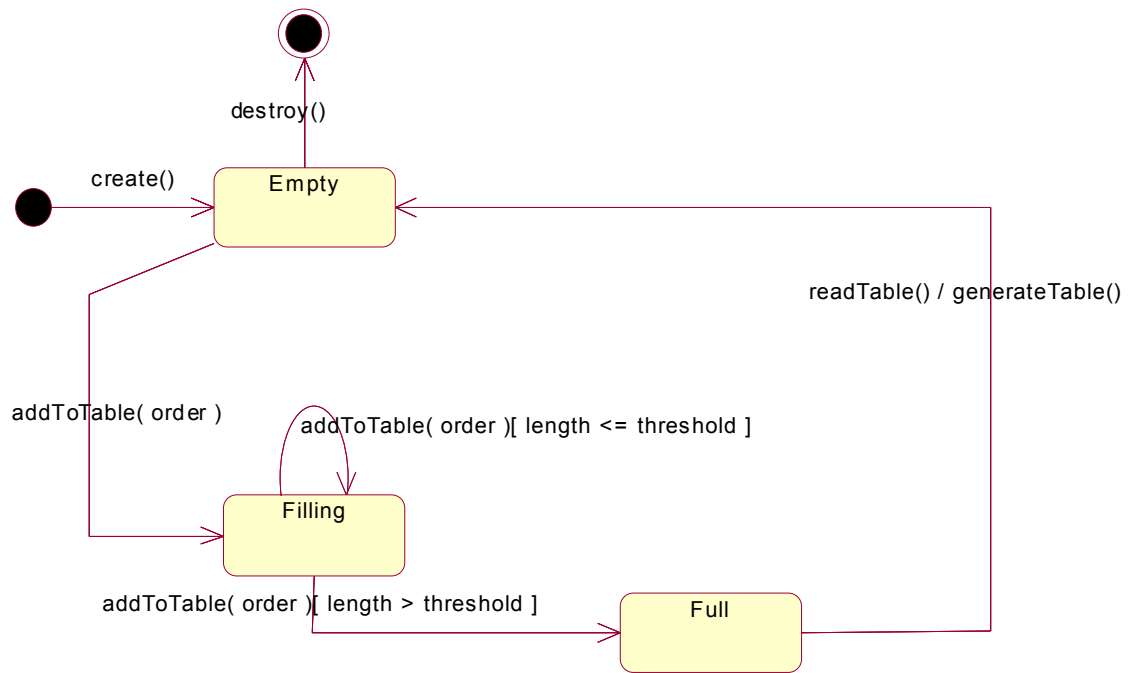 destroy()
create()
Empty
readTable() / generateTable()
addToTable( order )
addToTable( order )[ length <= threshold ]
Filling
addToTable( order )[ length > threshold ]
Full